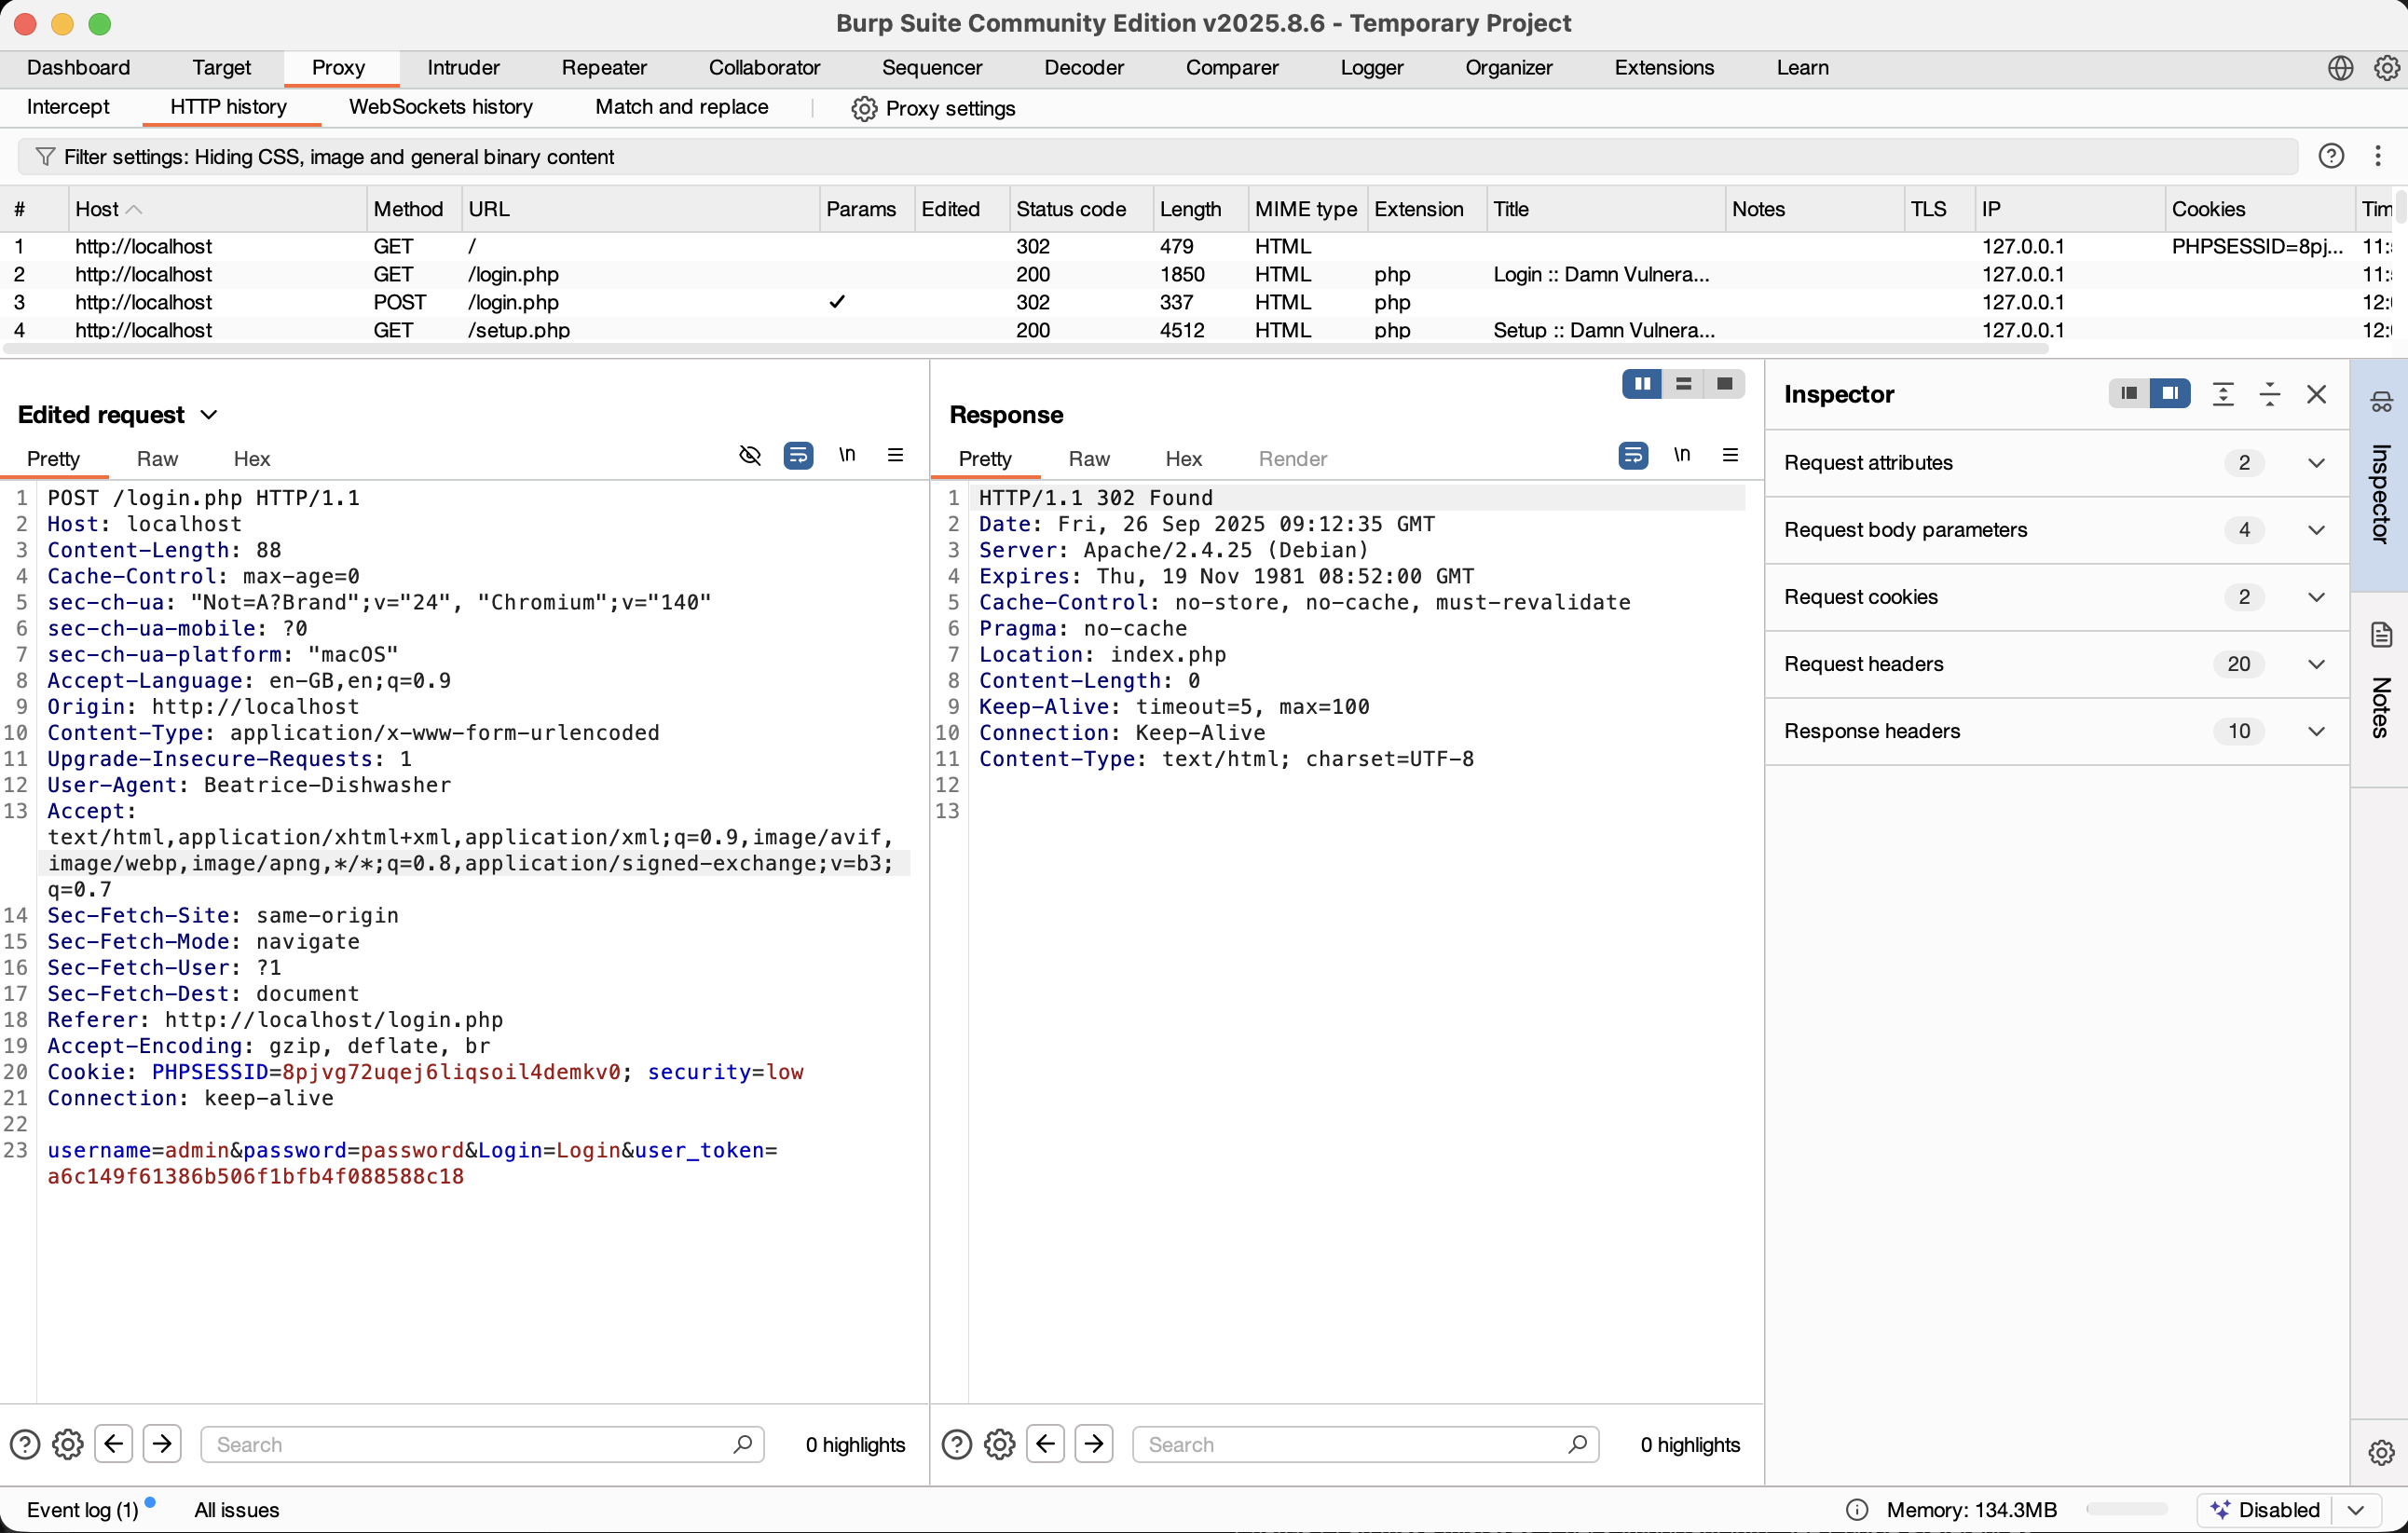 Burp Suite Community Edition v2025.8.6 - Temporary Project
Dashboard Target Proxy Intruder Repeater Collaborator Sequencer Decoder Comparer Logger Organizer Extensions Learn
Intercept HTTP history WebSockets history Match and replace Proxy settings
Filter settings: Hiding CSS, image and general binary content
# Host Method URL Params Edited Status code Length MIME type Extension Title Notes TLS IP Cookies Tim
1 http://localhost GET / 302 479 HTML 127.0.0.1 PHPSESSID=8pj... 11:
2 http://localhost GET /login.php 200 1850 HTML php Login :: Damn Vulnera... 127.0.0.1 11:
3 http://localhost POST /login.php ✓ 302 337 HTML php 127.0.0.1 12:
4 http://localhost GET /setup.php 200 4512 HTML php Setup :: Damn Vulnera... 127.0.0.1 12:
Edited request
Pretty Raw Hex \n
1 POST /login.php HTTP/1.1
2 Host: localhost
3 Content-Length: 88
4 Cache-Control: max-age=0
5 sec-ch-ua: "Not=A?Brand";v="24", "Chromium";v="140"
6 sec-ch-ua-mobile: ?0
7 sec-ch-ua-platform: "macOS"
8 Accept-Language: en-GB,en;q=0.9
9 Origin: http://localhost
10 Content-Type: application/x-www-form-urlencoded
11 Upgrade-Insecure-Requests: 1
12 User-Agent: Beatrice-Dishwasher
13 Accept:
text/html,application/xhtml+xml,application/xml;q=0.9,image/avif,
image/webp,image/apng,*/*;q=0.8,application/signed-exchange;v=b3;
q=0.7
14 Sec-Fetch-Site: same-origin
15 Sec-Fetch-Mode: navigate
16 Sec-Fetch-User: ?1
17 Sec-Fetch-Dest: document
18 Referer: http://localhost/login.php
19 Accept-Encoding: gzip, deflate, br
20 Cookie: PHPSESSID=8pjvg72uqej6liqsoil4demkv0; security=low
21 Connection: keep-alive
22
23 username=admin&password=password&Login=Login&user_token=
a6c149f61386b506f1bfb4f088588c18
Search 0 highlights
Response
Pretty Raw Hex Render \n
1 HTTP/1.1 302 Found
2 Date: Fri, 26 Sep 2025 09:12:35 GMT
3 Server: Apache/2.4.25 (Debian)
4 Expires: Thu, 19 Nov 1981 08:52:00 GMT
5 Cache-Control: no-store, no-cache, must-revalidate
6 Pragma: no-cache
7 Location: index.php
8 Content-Length: 0
9 Keep-Alive: timeout=5, max=100
10 Connection: Keep-Alive
11 Content-Type: text/html; charset=UTF-8
12
13
Search 0 highlights
Inspector
Request attributes 2
Request body parameters 4
Request cookies 2
Request headers 20
Response headers 10
Inspector
Notes
Event log (1) All issues Memory: 134.3MB Disabled